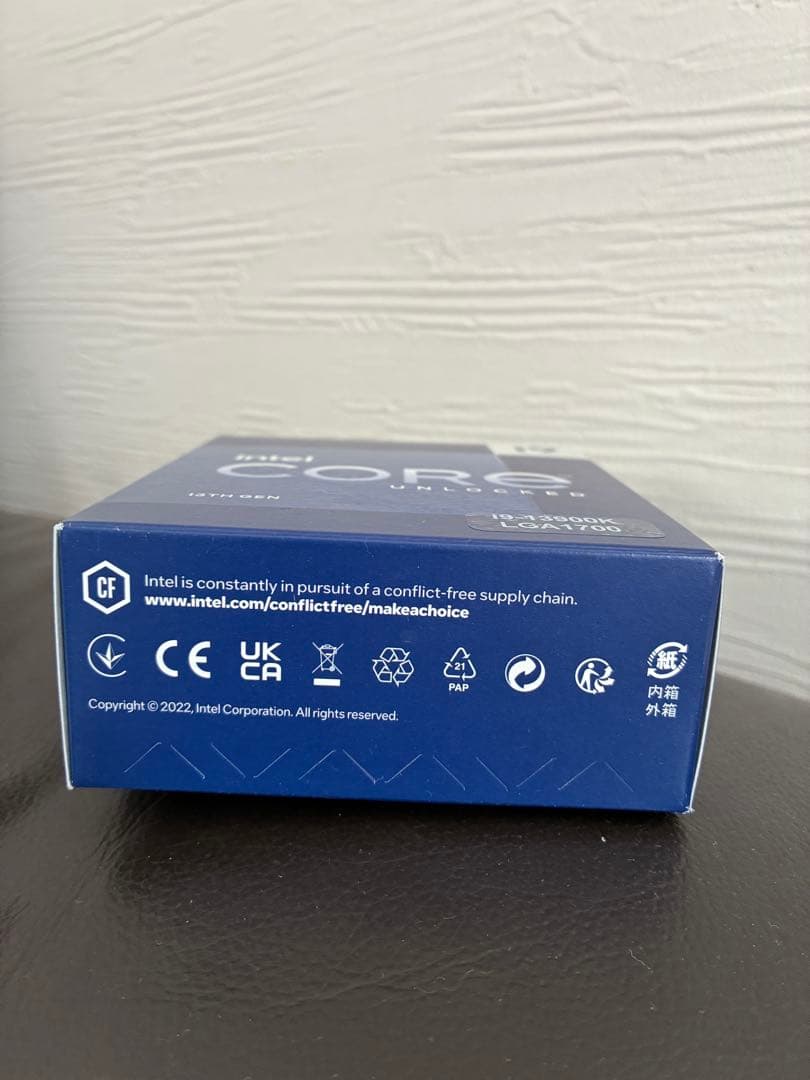 intel
CORE
UNLOCKED
13TH GEN
i9-13900K
LGA1700
CF
Intel is constantly in pursuit of a conflict-free supply chain.
www.intel.com/conflictfree/makeachoice
CE
UK
CA
21
PAP
紙
内箱
外箱
Copyright © 2022, Intel Corporation. All rights reserved.